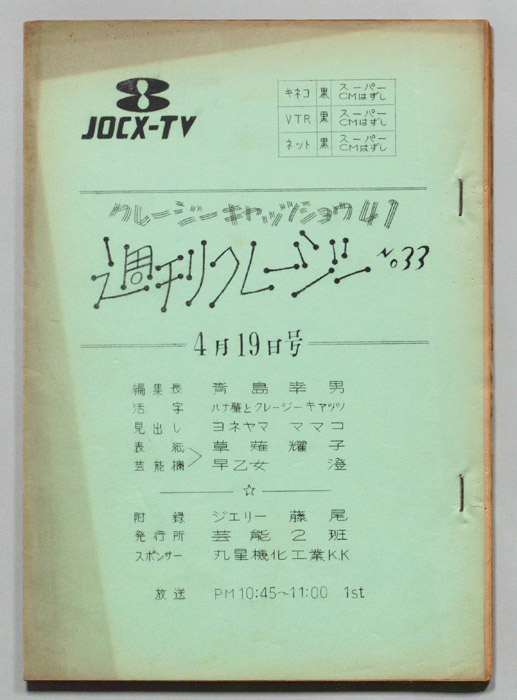 8
JOCX-TV
キネコ 黒 スーパー CMはずし
VTR 黒 スーパー CMはずし
ネット 黒 スーパー CMはずし
クレージーキャッツショウ41
週刊クレージー No33
4月19日号
編集長 青島幸男
活字 ハナ肇とクレージーキャッツ
見出し ヨネヤマ ママコ
表紙 草薙耀子
芸能欄 早乙女澄
☆
附録 ジェリー藤尾
発行所 芸能2班
スポンサー 丸星機化工業K.K
放送 PM10:45~11:00 1st